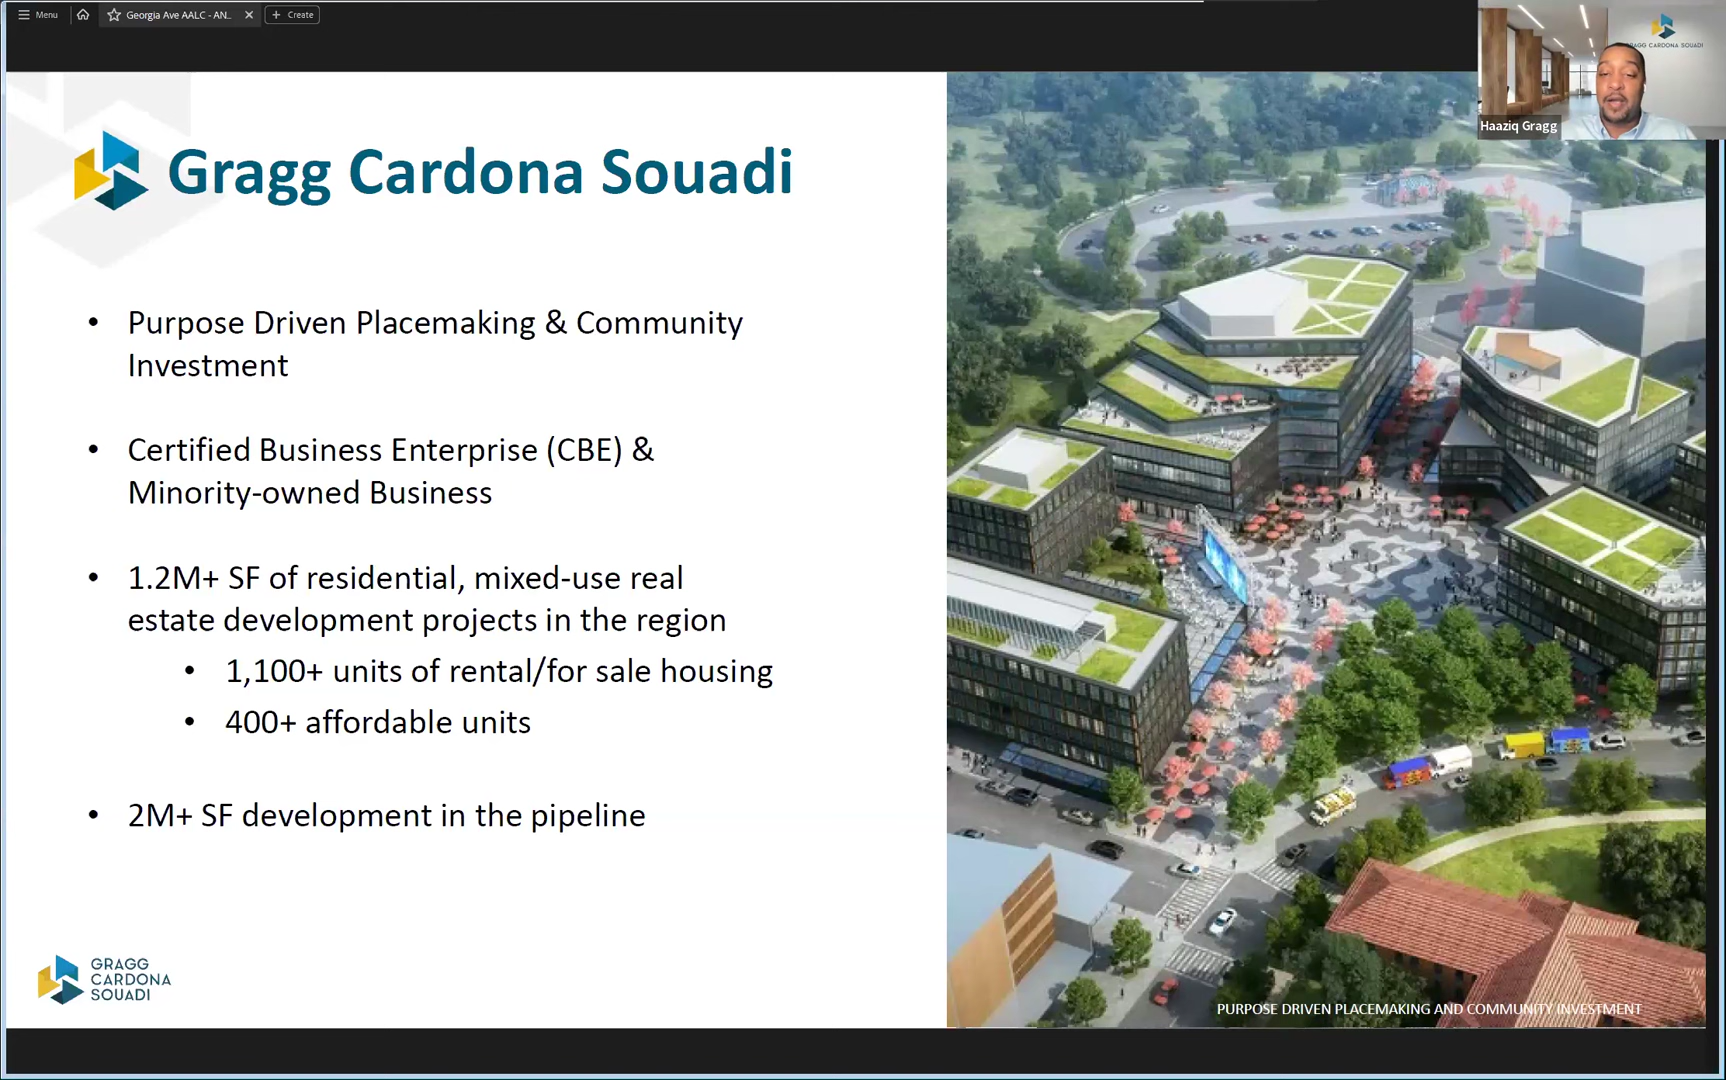 Menu
Georgia Ave AALC - AN...
Create
GRAGG CARDONA SOUADI
Haaziq Gragg
Gragg Cardona Souadi
• Purpose Driven Placemaking & Community
Investment
• Certified Business Enterprise (CBE) &
Minority-owned Business
• 1.2M+ SF of residential, mixed-use real
estate development projects in the region
• 1,100+ units of rental/for sale housing
• 400+ affordable units
• 2M+ SF development in the pipeline
GRAGG
CARDONA
SOUADI
PURPOSE DRIVEN PLACEMAKING AND COMMUNITY INVESTMENT